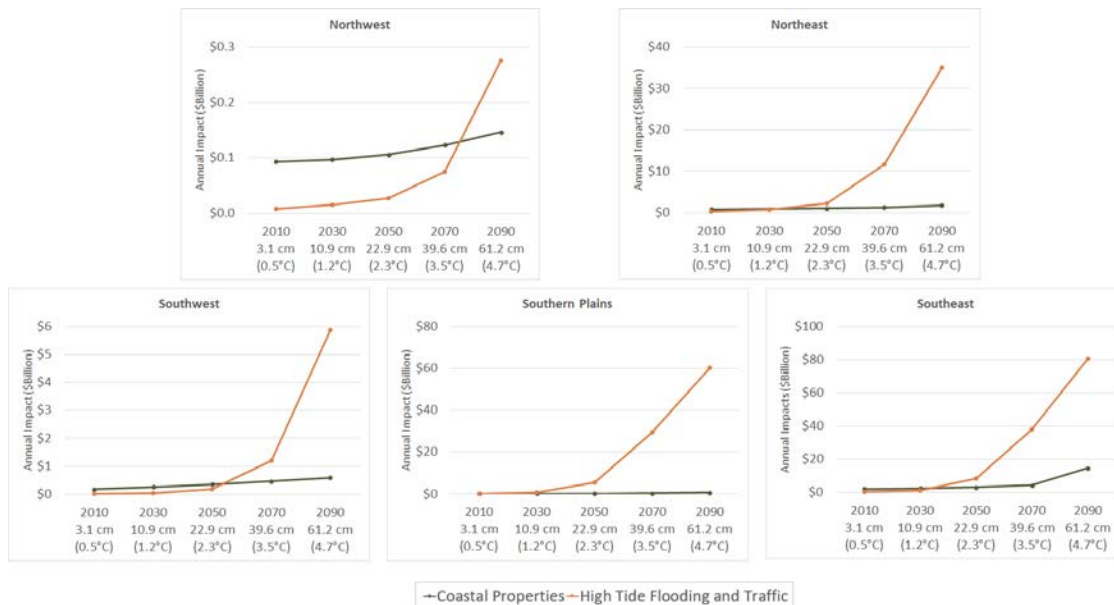 Northwest
Annual Impact ($Billion)
$0.3
$0.2
$0.1
$0.0
2010 2030 2050 2070 2090
3.1 cm 10.9 cm 22.9 cm 39.6 cm 61.2 cm
(0.5°C) (1.2°C) (2.3°C) (3.5°C) (4.7°C)
Northeast
Annual Impact ($Billion)
$40
$30
$20
$10
$0
2010 2030 2050 2070 2090
3.1 cm 10.9 cm 22.9 cm 39.6 cm 61.2 cm
(0.5°C) (1.2°C) (2.3°C) (3.5°C) (4.7°C)
Southwest
Annual Impact ($Billion)
$6
$5
$4
$3
$2
$1
$0
2010 2030 2050 2070 2090
3.1 cm 10.9 cm 22.9 cm 39.6 cm 61.2 cm
(0.5°C) (1.2°C) (2.3°C) (3.5°C) (4.7°C)
Southern Plains
Annual Impact ($Billion)
$80
$60
$40
$20
$0
2010 2030 2050 2070 2090
3.1 cm 10.9 cm 22.9 cm 39.6 cm 61.2 cm
(0.5°C) (1.2°C) (2.3°C) (3.5°C) (4.7°C)
Southeast
Annual Impacts ($Billion)
$100
$80
$60
$40
$20
$0
2010 2030 2050 2070 2090
3.1 cm 10.9 cm 22.9 cm 39.6 cm 61.2 cm
(0.5°C) (1.2°C) (2.3°C) (3.5°C) (4.7°C)
Coastal Properties High Tide Flooding and Traffic